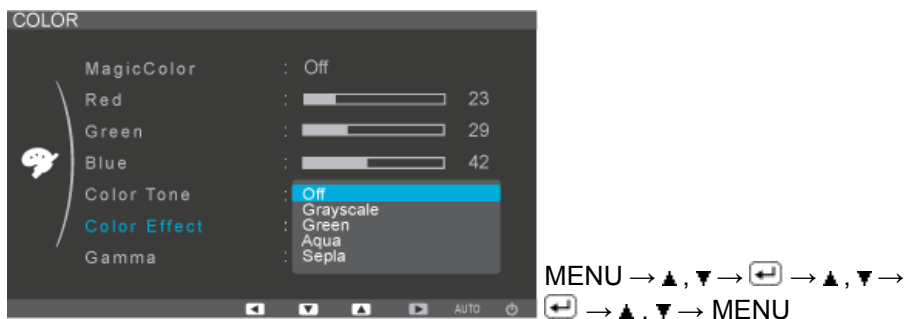 COLOR
MagicColor : Off
Red : 23
Green : 29
Blue : 42
Color Tone :
Color Effect :
Gamma :
Off
Grayscale
Green
Aqua
Sepla
AUTO
MENU → ▲ , ▼ → ↵ → ▲ , ▼ →
↵ → ▲ , ▼ → MENU